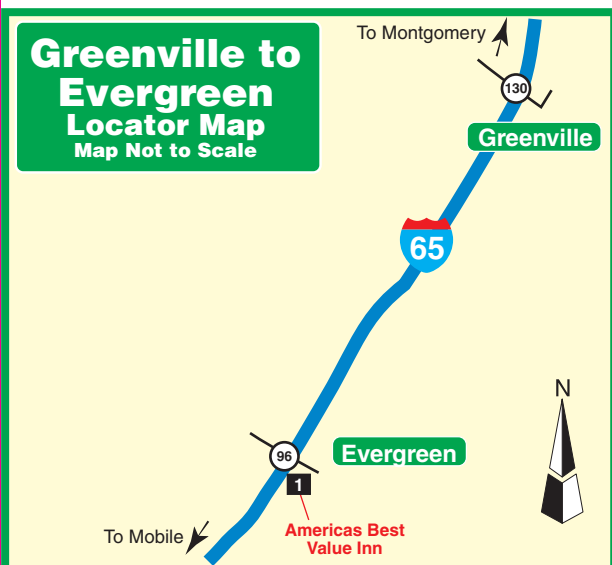 Greenville to
Evergreen
Locator Map
Map Not to Scale
To Montgomery
130
Greenville
65
N
96
Evergreen
1
Americas Best
Value Inn
To Mobile